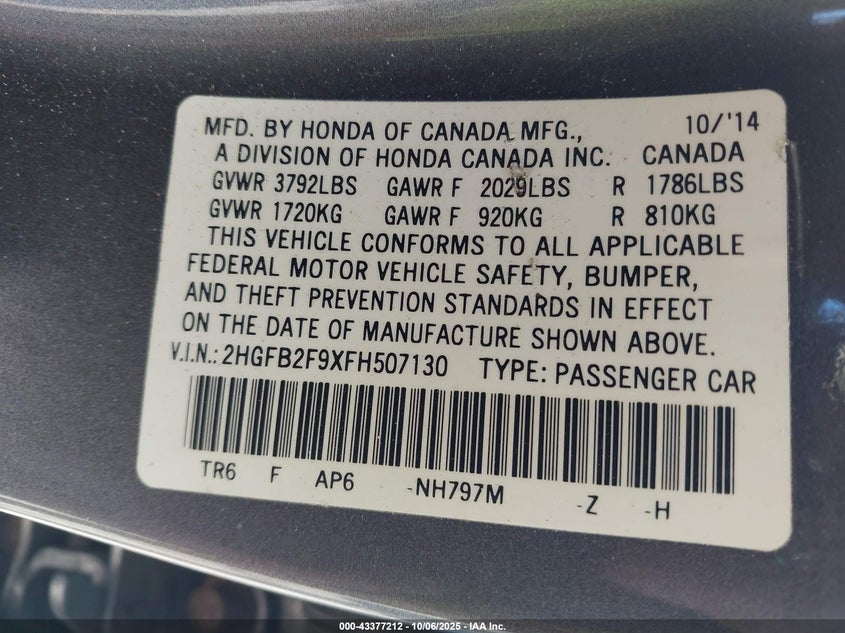 MFD. BY HONDA OF CANADA MFG., 10/'14
A DIVISION OF HONDA CANADA INC. CANADA
GVWR 3792LBS GAWR F 2029LBS R 1786LBS
GVWR 1720KG GAWR F 920KG R 810KG
THIS VEHICLE CONFORMS TO ALL APPLICABLE
FEDERAL MOTOR VEHICLE SAFETY, BUMPER,
AND THEFT PREVENTION STANDARDS IN EFFECT
ON THE DATE OF MANUFACTURE SHOWN ABOVE.
V.I.N.: 2HGFB2F9XFH507130 TYPE: PASSENGER CAR
TR6 F AP6 -NH797M -Z -H
000-43377212 - 10/06/2025 - IAA Inc.